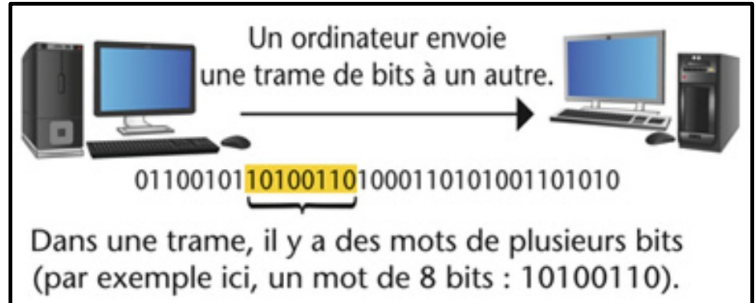 Un ordinateur envoie
une trame de bits à un autre.
01100101101001101000110101001101010
Dans une trame, il y a des mots de plusieurs bits
(par exemple ici, un mot de 8 bits : 10100110).